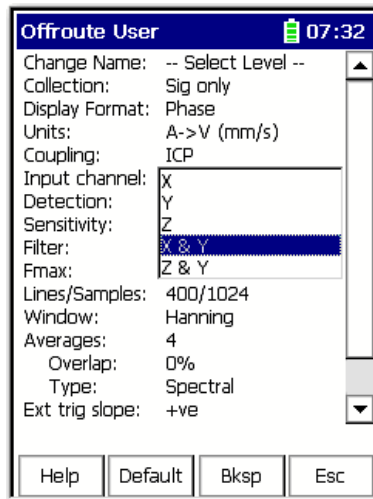 Offroute User 07:32
Change Name: -- Select Level --
Collection: Sig only
Display Format: Phase
Units: A->V (mm/s)
Coupling: ICP
Input channel: X
Detection: Y
Sensitivity: Z
Filter: X & Y
Fmax: Z & Y
Lines/Samples: 400/1024
Window: Hanning
Averages: 4
Overlap: 0%
Type: Spectral
Ext trig slope: +ve
Help Default Bksp Esc